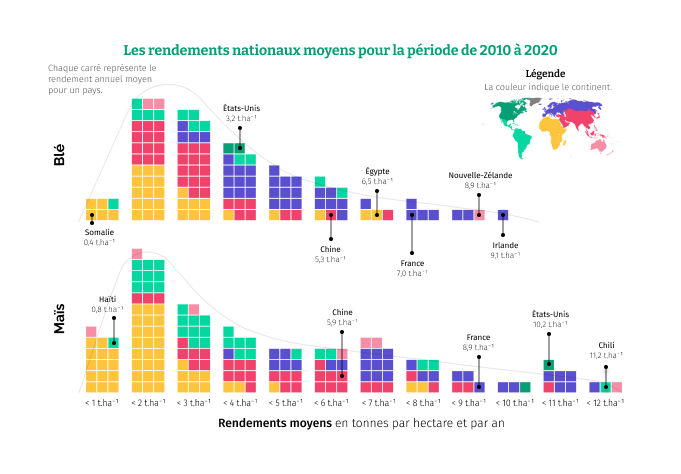 Les rendements nationaux moyens pour la période de 2010 à 2020
Chaque carré représente le
rendement annuel moyen
pour un pays.
Légende
La couleur indique le continent.
Blé
États-Unis
3,2 t.ha⁻¹
Égypte
6,5 t.ha⁻¹
Nouvelle-Zélande
8,9 t.ha⁻¹
Somalie
0,4 t.ha⁻¹
Chine
5,3 t.ha⁻¹
France
7,0 t.ha⁻¹
Irlande
9,1 t.ha⁻¹
Maïs
Haïti
0,8 t.ha⁻¹
Chine
5,9 t.ha⁻¹
France
8,9 t.ha⁻¹
États-Unis
10,2 t.ha⁻¹
Chili
11,2 t.ha⁻¹
< 1 t.ha⁻¹ < 2 t.ha⁻¹ < 3 t.ha⁻¹ < 4 t.ha⁻¹ < 5 t.ha⁻¹ < 6 t.ha⁻¹ < 7 t.ha⁻¹ < 8 t.ha⁻¹ < 9 t.ha⁻¹ < 10 t.ha⁻¹ < 11 t.ha⁻¹ < 12 t.ha⁻¹
Rendements moyens en tonnes par hectare et par an